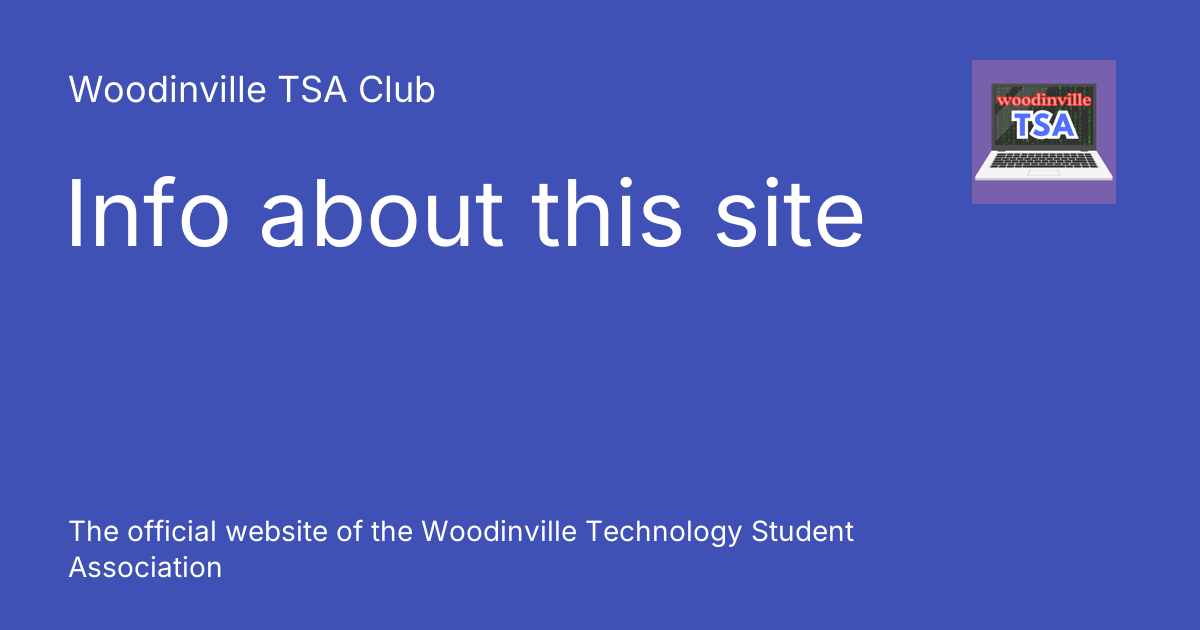 Woodinville TSA Club
woodinville
TSA
Info about this site
The official website of the Woodinville Technology Student
Association